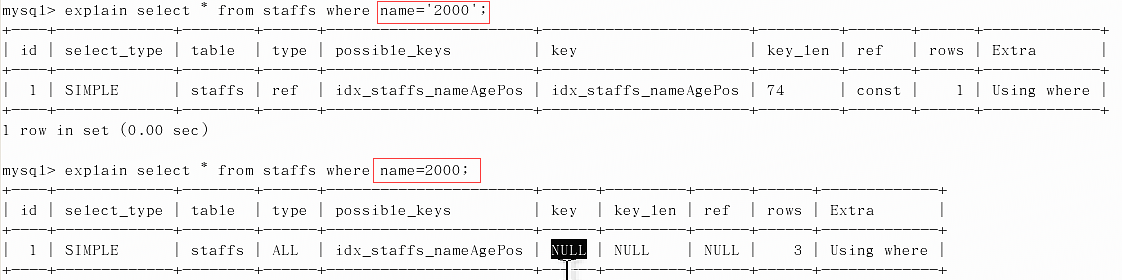 mysql> explain select * from staffs where name='2000';
+----+-------------+--------+------+-----------------------+-----------------------+---------+-------+------+-------------+
| id | select_type | table | type | possible_keys | key | key_len | ref | rows | Extra |
+----+-------------+--------+------+-----------------------+-----------------------+---------+-------+------+-------------+
| 1 | SIMPLE | staffs | ref | idx_staffs_nameAgePos | idx_staffs_nameAgePos | 74 | const | 1 | Using where |
+----+-------------+--------+------+-----------------------+-----------------------+---------+-------+------+-------------+
1 row in set (0.00 sec)
mysql> explain select * from staffs where name=2000;
+----+-------------+--------+------+-----------------------+------+---------+------+------+-------------+
| id | select_type | table | type | possible_keys | key | key_len | ref | rows | Extra |
+----+-------------+--------+------+-----------------------+------+---------+------+------+-------------+
| 1 | SIMPLE | staffs | ALL | idx_staffs_nameAgePos | NULL | NULL | NULL | 3 | Using where |
+----+-------------+--------+------+-----------------------+------+---------+------+------+-------------+